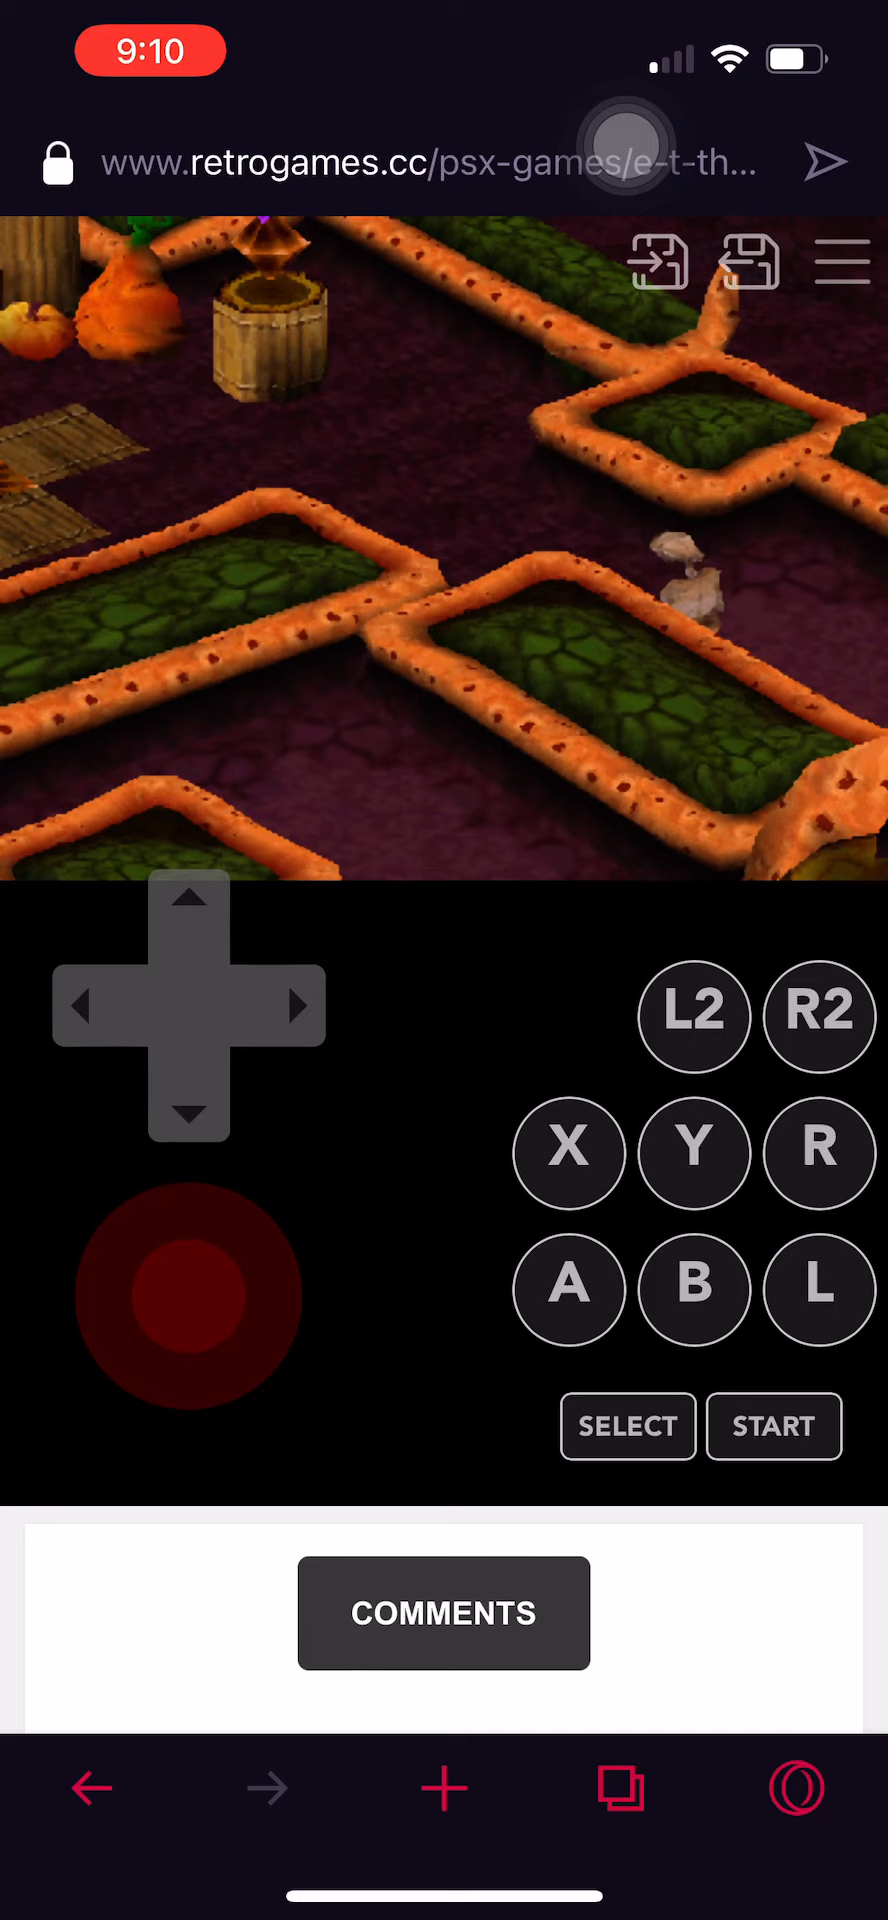 9:10
www.retrogames.cc/psx-games/e-t-th...
L2 R2
X Y R
A B L
SELECT START
COMMENTS